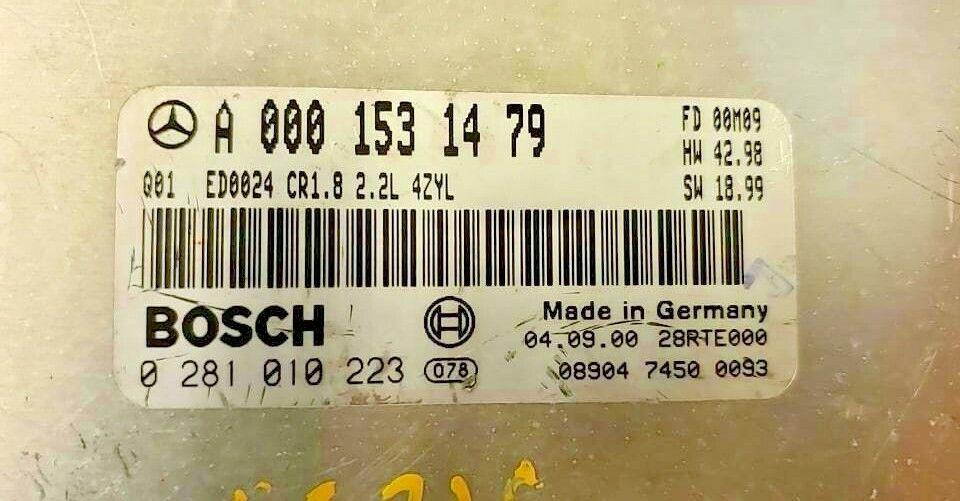 A 000 153 14 79
FD 00M09
HW 42.98
Q01 ED0024 CR1.8 2.2L 4ZYL
SW 18.99
BOSCH
Made in Germany
04.09.00 28RTE000
0 281 010 223 078
08904 7450 0093